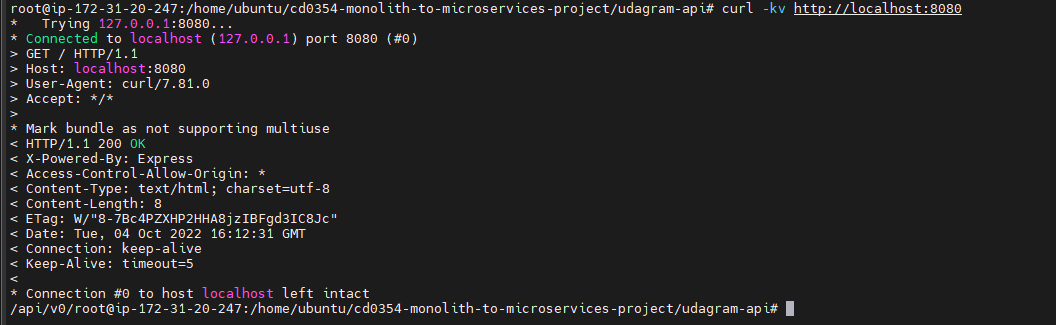 root@ip-172-31-20-247:/home/ubuntu/cd0354-monolith-to-microservices-project/udagram-api# curl -kv http://localhost:8080
*   Trying 127.0.0.1:8080...
* Connected to localhost (127.0.0.1) port 8080 (#0)
> GET / HTTP/1.1
> Host: localhost:8080
> User-Agent: curl/7.81.0
> Accept: */*
>
* Mark bundle as not supporting multiuse
< HTTP/1.1 200 OK
< X-Powered-By: Express
< Access-Control-Allow-Origin: *
< Content-Type: text/html; charset=utf-8
< Content-Length: 8
< ETag: W/"8-7Bc4PZXHP2HHA8jzIBFgd3IC8Jc"
< Date: Tue, 04 Oct 2022 16:12:31 GMT
< Connection: keep-alive
< Keep-Alive: timeout=5
<
* Connection #0 to host localhost left intact
/api/v0/root@ip-172-31-20-247:/home/ubuntu/cd0354-monolith-to-microservices-project/udagram-api#